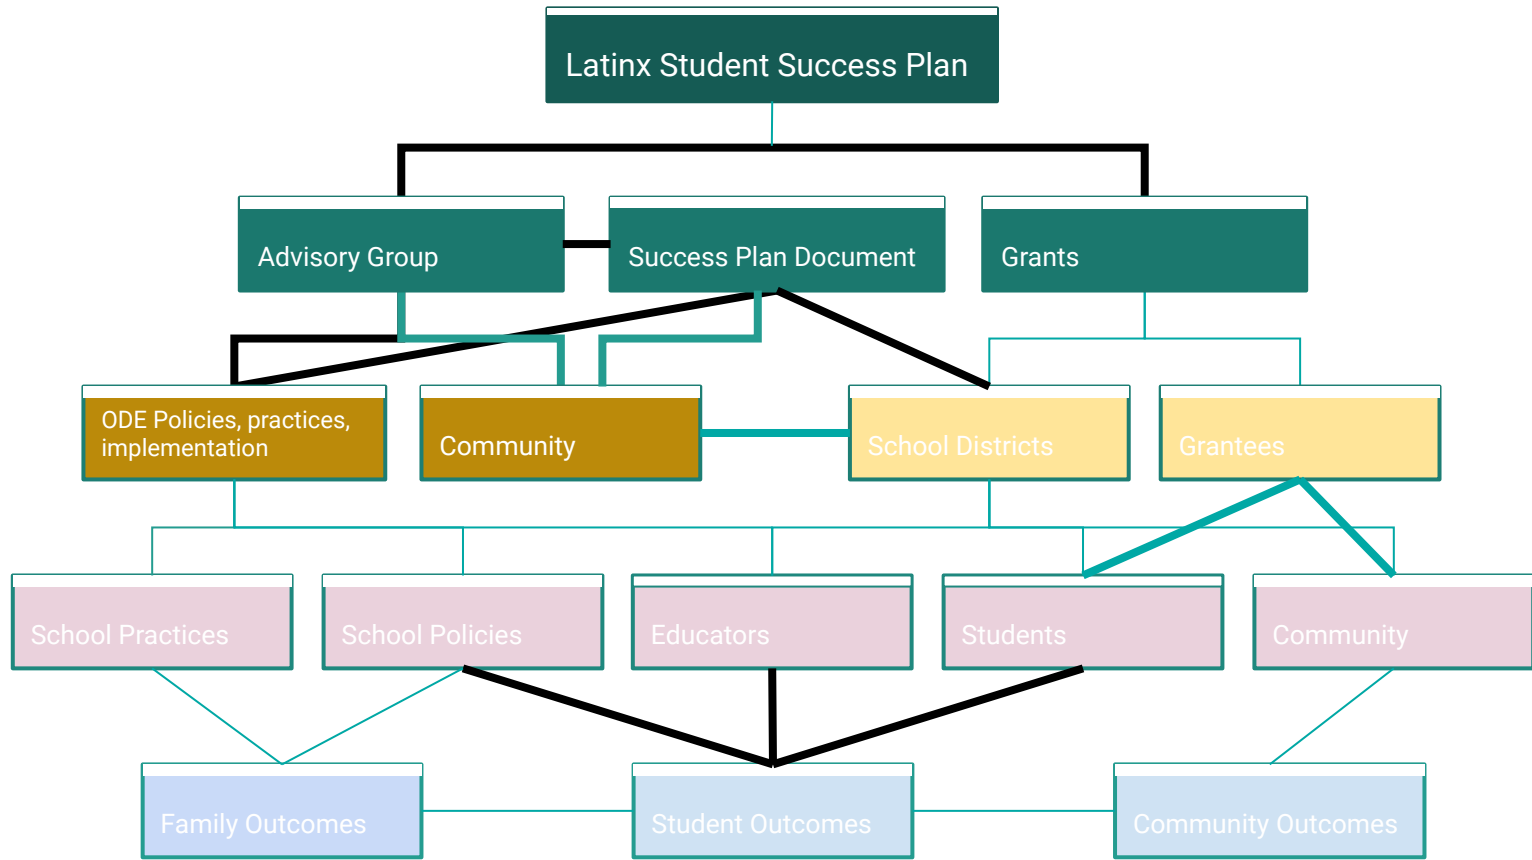 Latinx Student Success Plan
Advisory Group
Success Plan Document
Grants
ODE Policies, practices,
implementation
Community
School Districts
Grantees
School Practices
School Policies
Educators
Students
Community
Family Outcomes
Student Outcomes
Community Outcomes